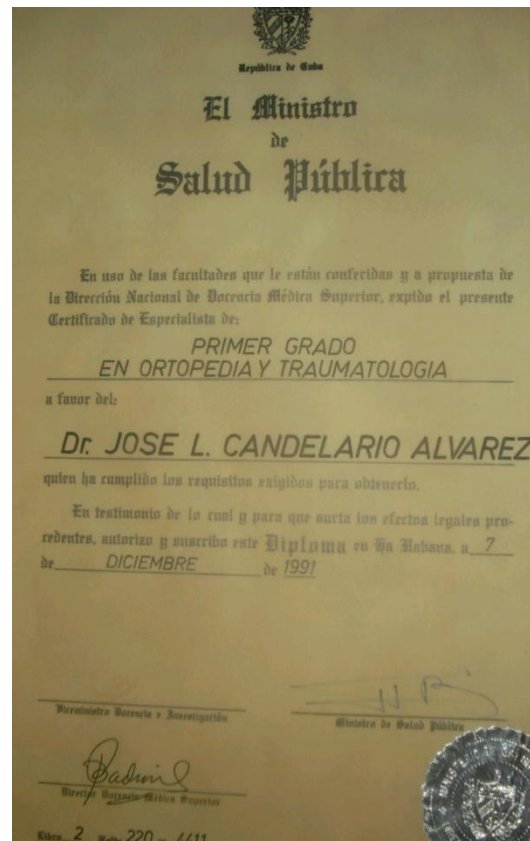 República de Cuba
El Ministro
de
Salud Pública
En uso de las facultades que le están conferidas y a propuesta de
la Dirección Nacional de Docencia Médica Superior, expido el presente
Certificado de Especialista de:
PRIMER GRADO
EN ORTOPEDIA Y TRAUMATOLOGIA
a favor del:
Dr. JOSE L. CANDELARIO ALVAREZ
quien ha cumplido los requisitos exigidos para obtenerlo.
En testimonio de lo cual y para que surta los efectos legales pro-
cedentes, autorizo y suscribo este Diploma en La Habana, a 7
de DICIEMBRE de 1991
Viceministro Docencia e Investigación
Ministro de Salud Pública
Director Docencia Médica Superior
Libro 2 220 4411